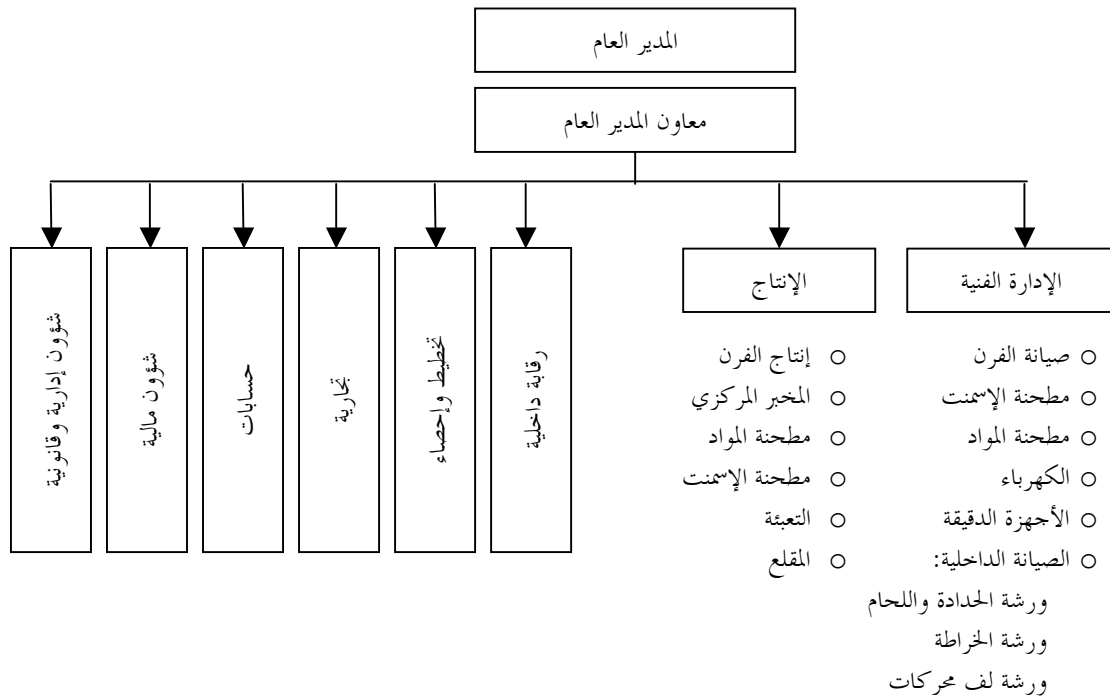 المدير العام
معاون المدير العام
الإدارة الفنية
الإنتاج
رقابة داخلية
تخطيط وإحصاء
تجارية
حسابات
شؤون مالية
شؤون إدارية وقانونية
صيانة الفرن
مطحنة الإسمنت
مطحنة المواد
الكهرباء
الأجهزة الدقيقة
الصيانة الداخلية:
ورشة الحدادة واللحام
ورشة الخراطة
ورشة لف محركات
إنتاج الفرن
المخبر المركزي
مطحنة المواد
مطحنة الإسمنت
التعبئة
المقلع